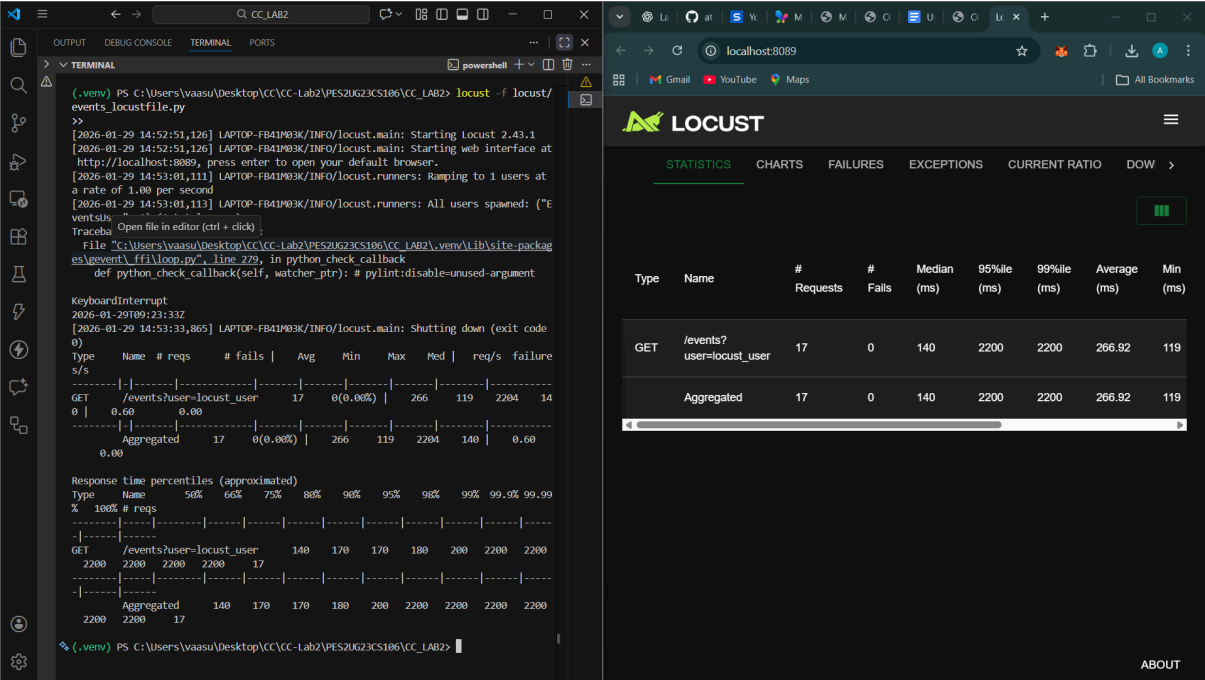 CC_LAB2
OUTPUT DEBUG CONSOLE TERMINAL PORTS
TERMINAL
powershell
(.venv) PS C:\Users\vaasu\Desktop\CC\CC-Lab2\PES2UG23CS106\CC_LAB2> locust -f locust/
events_locustfile.py
>>
[2026-01-29 14:52:51,126] LAPTOP-FB41M03K/INFO/locust.main: Starting Locust 2.43.1
[2026-01-29 14:52:51,126] LAPTOP-FB41M03K/INFO/locust.main: Starting web interface at
http://localhost:8089, press enter to open your default browser.
[2026-01-29 14:53:01,111] LAPTOP-FB41M03K/INFO/locust.runners: Ramping to 1 users at
a rate of 1.00 per second
[2026-01-29 14:53:01,113] LAPTOP-FB41M03K/INFO/locust.runners: All users spawned: {"E
Open file in editor (ctrl + click)
Traceba
File "C:\Users\vaasu\Desktop\CC\CC-Lab2\PES2UG23CS106\CC_LAB2\.venv\Lib\site-packag
es\gevent\_ffi\loop.py", line 279, in python_check_callback
def python_check_callback(self, watcher_ptr): # pylint:disable=unused-argument
KeyboardInterrupt
2026-01-29T09:23:33Z
[2026-01-29 14:53:33,865] LAPTOP-FB41M03K/INFO/locust.main: Shutting down (exit code
0)
Type Name # reqs # fails | Avg Min Max Med | req/s failure
s/s
--------|-|-------|-------------|-------|-------|-------|-------|--------|-----------
GET /events?user=locust_user 17 0(0.00%) | 266 119 2204 14
0 | 0.60 0.00
--------|-|-------|-------------|-------|-------|-------|-------|--------|-----------
Aggregated 17 0(0.00%) | 266 119 2204 140 | 0.60
0.00
Response time percentiles (approximated)
Type Name 50% 66% 75% 80% 90% 95% 98% 99% 99.9% 99.99
% 100% # reqs
--------|-----|--------|------|------|------|------|------|------|------|------|-----
-|------|------
GET /events?user=locust_user 140 170 170 180 200 2200 2200
2200 2200 2200 2200 17
--------|-----|--------|------|------|------|------|------|------|------|------|-----
-|------|------
Aggregated 140 170 170 180 200 2200 2200 2200 2200
2200 2200 17
(.venv) PS C:\Users\vaasu\Desktop\CC\CC-Lab2\PES2UG23CS106\CC_LAB2>
La at Yo M M C U C Lo
localhost:8089
A
Gmail YouTube Maps All Bookmarks
LOCUST
STATISTICS CHARTS FAILURES EXCEPTIONS CURRENT RATIO DOW
Type Name # Requests # Fails Median (ms) 95%ile (ms) 99%ile (ms) Average (ms) Min (ms)
GET /events?user=locust_user 17 0 140 2200 2200 266.92 119
Aggregated 17 0 140 2200 2200 266.92 119
ABOUT